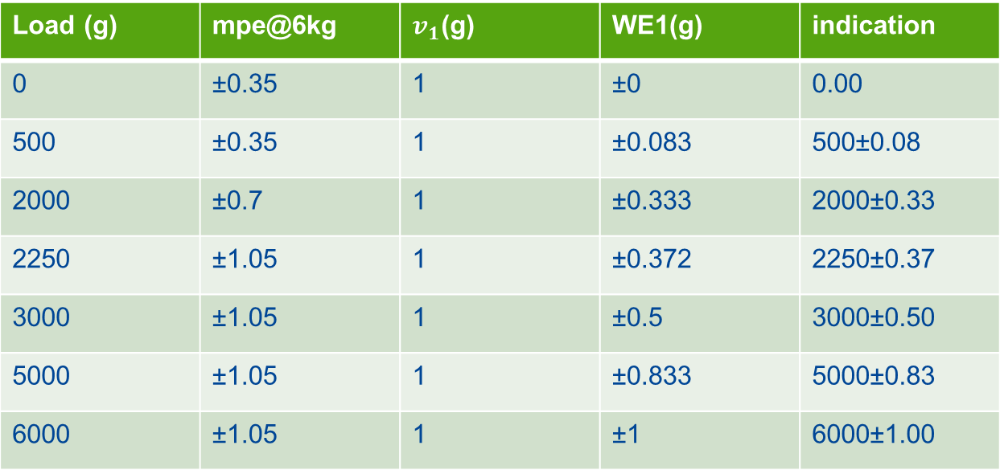 Load (g) mpe@6kg 𝒗₁(g) WE1(g) indication
0 ±0.35 1 ±0 0.00
500 ±0.35 1 ±0.083 500±0.08
2000 ±0.7 1 ±0.333 2000±0.33
2250 ±1.05 1 ±0.372 2250±0.37
3000 ±1.05 1 ±0.5 3000±0.50
5000 ±1.05 1 ±0.833 5000±0.83
6000 ±1.05 1 ±1 6000±1.00